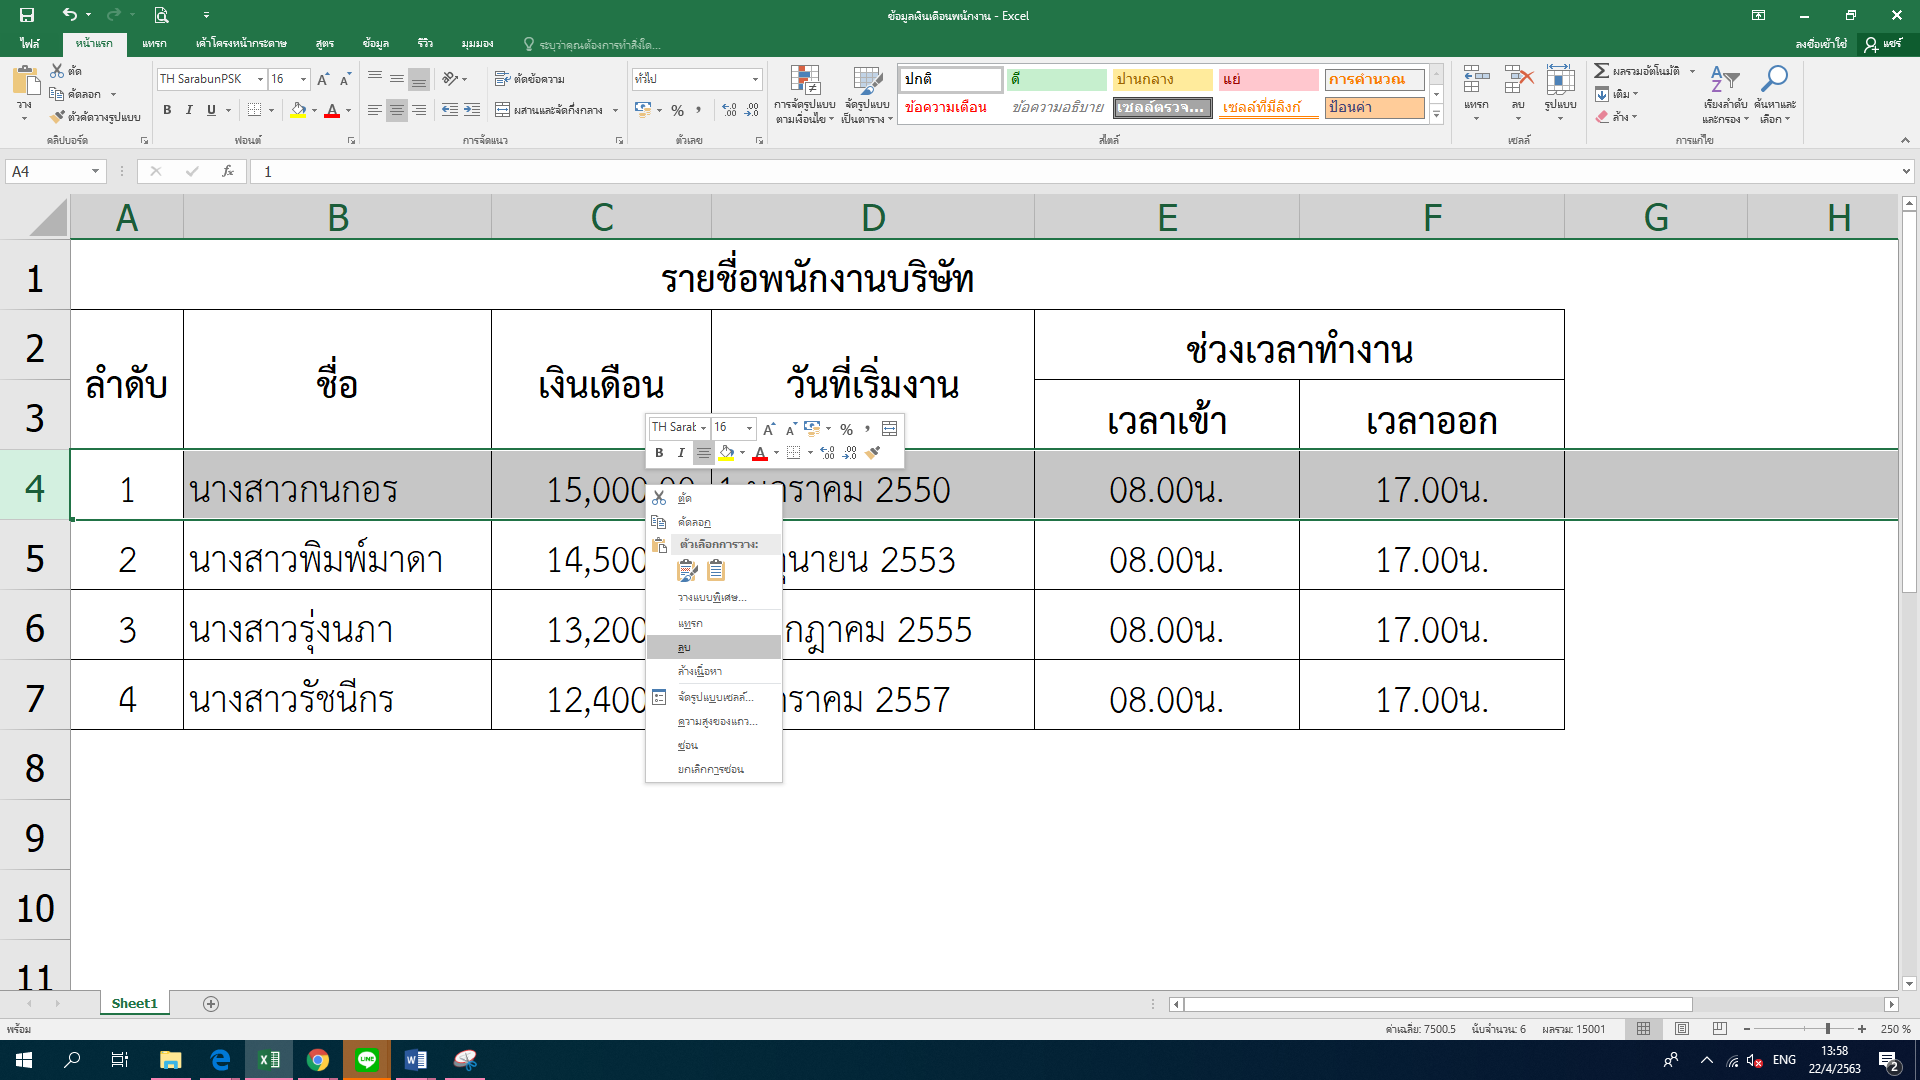 ข้อมูลเงินเดือนพนักงาน - Excel
ไฟล์ หน้าแรก แทรก เค้าโครงหน้ากระดาษ สูตร ข้อมูล รีวิว มุมมอง ระบุว่าคุณต้องการทำสิ่งใด...
ลงชื่อเข้าใช้ แชร์
วาง
ตัด
คัดลอก
ตัวคัดวางรูปแบบ
คลิปบอร์ด
TH SarabunPSK 16
B I U
ฟอนต์
ตัดข้อความ
ผสานและจัดกึ่งกลาง
การจัดแนว
ทั่วไป
ตัวเลข
การจัดรูปแบบตามเงื่อนไข
จัดรูปแบบเป็นตาราง
ปกติ ดี ปานกลาง แย่ การคำนวณ
ข้อความเตือน ข้อความอธิบาย เซลล์ตรวจ... เซลล์ที่มีลิงก์ ป้อนค่า
สไตล์
แทรก ลบ รูปแบบ
เซลล์
ผลรวมอัตโนมัติ
เติม
ล้าง
เรียงลำดับและกรอง
ค้นหาและเลือก
การแก้ไข
A4 fx 1
A B C D E F G H
1 รายชื่อพนักงานบริษัท
2 ลำดับ ชื่อ เงินเดือน วันที่เริ่มงาน ช่วงเวลาทำงาน
3 เวลาเข้า เวลาออก
4 1 นางสาวกนกอร 15,000.00 1 มกราคม 2550 08.00น. 17.00น.
5 2 นางสาวพิมพ์มาดา 14,500 2553 08.00น. 17.00น.
6 3 นางสาวรุ่งนภา 13,200 กฎาคม 2555 08.00น. 17.00น.
7 4 นางสาวรัชนีกร 12,400 กราคม 2557 08.00น. 17.00น.
8
9
10
11
TH Sarab 16
B I
ตัด
คัดลอก
ตัวเลือกการวาง:
วางแบบพิเศษ...
แทรก
ลบ
ล้างเนื้อหา
จัดรูปแบบเซลล์...
ความสูงของแถว...
ซ่อน
ยกเลิกการซ่อน
Sheet1
พร้อม
ค่าเฉลี่ย: 7500.5 นับจำนวน: 6 ผลรวม: 15001 250 %
ENG 13:58
22/4/2563 2